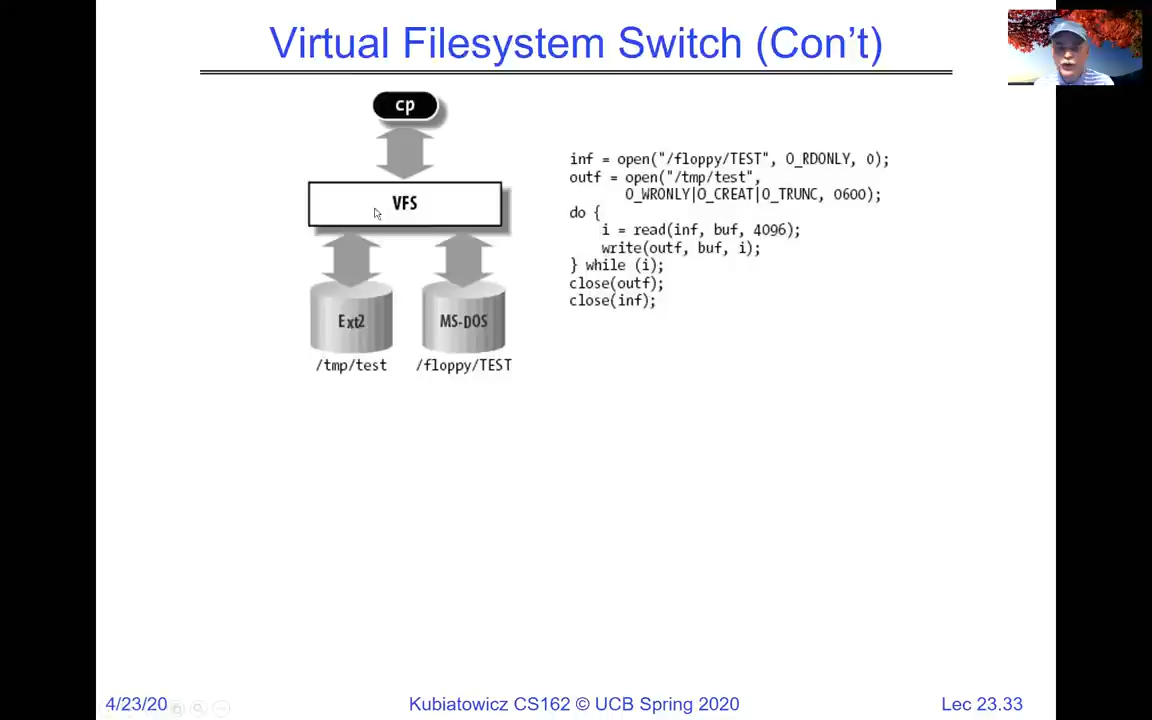 Virtual Filesystem Switch (Con't)
cp
VFS
Ext2
MS-DOS
/tmp/test
/floppy/TEST
inf = open("/floppy/TEST", O_RDONLY, 0);
outf = open("/tmp/test",
O_WRONLY|O_CREAT|O_TRUNC, 0600);
do {
i = read(inf, buf, 4096);
write(outf, buf, i);
} while (i);
close(outf);
close(inf);
4/23/20
Kubiatowicz CS162 © UCB Spring 2020
Lec 23.33